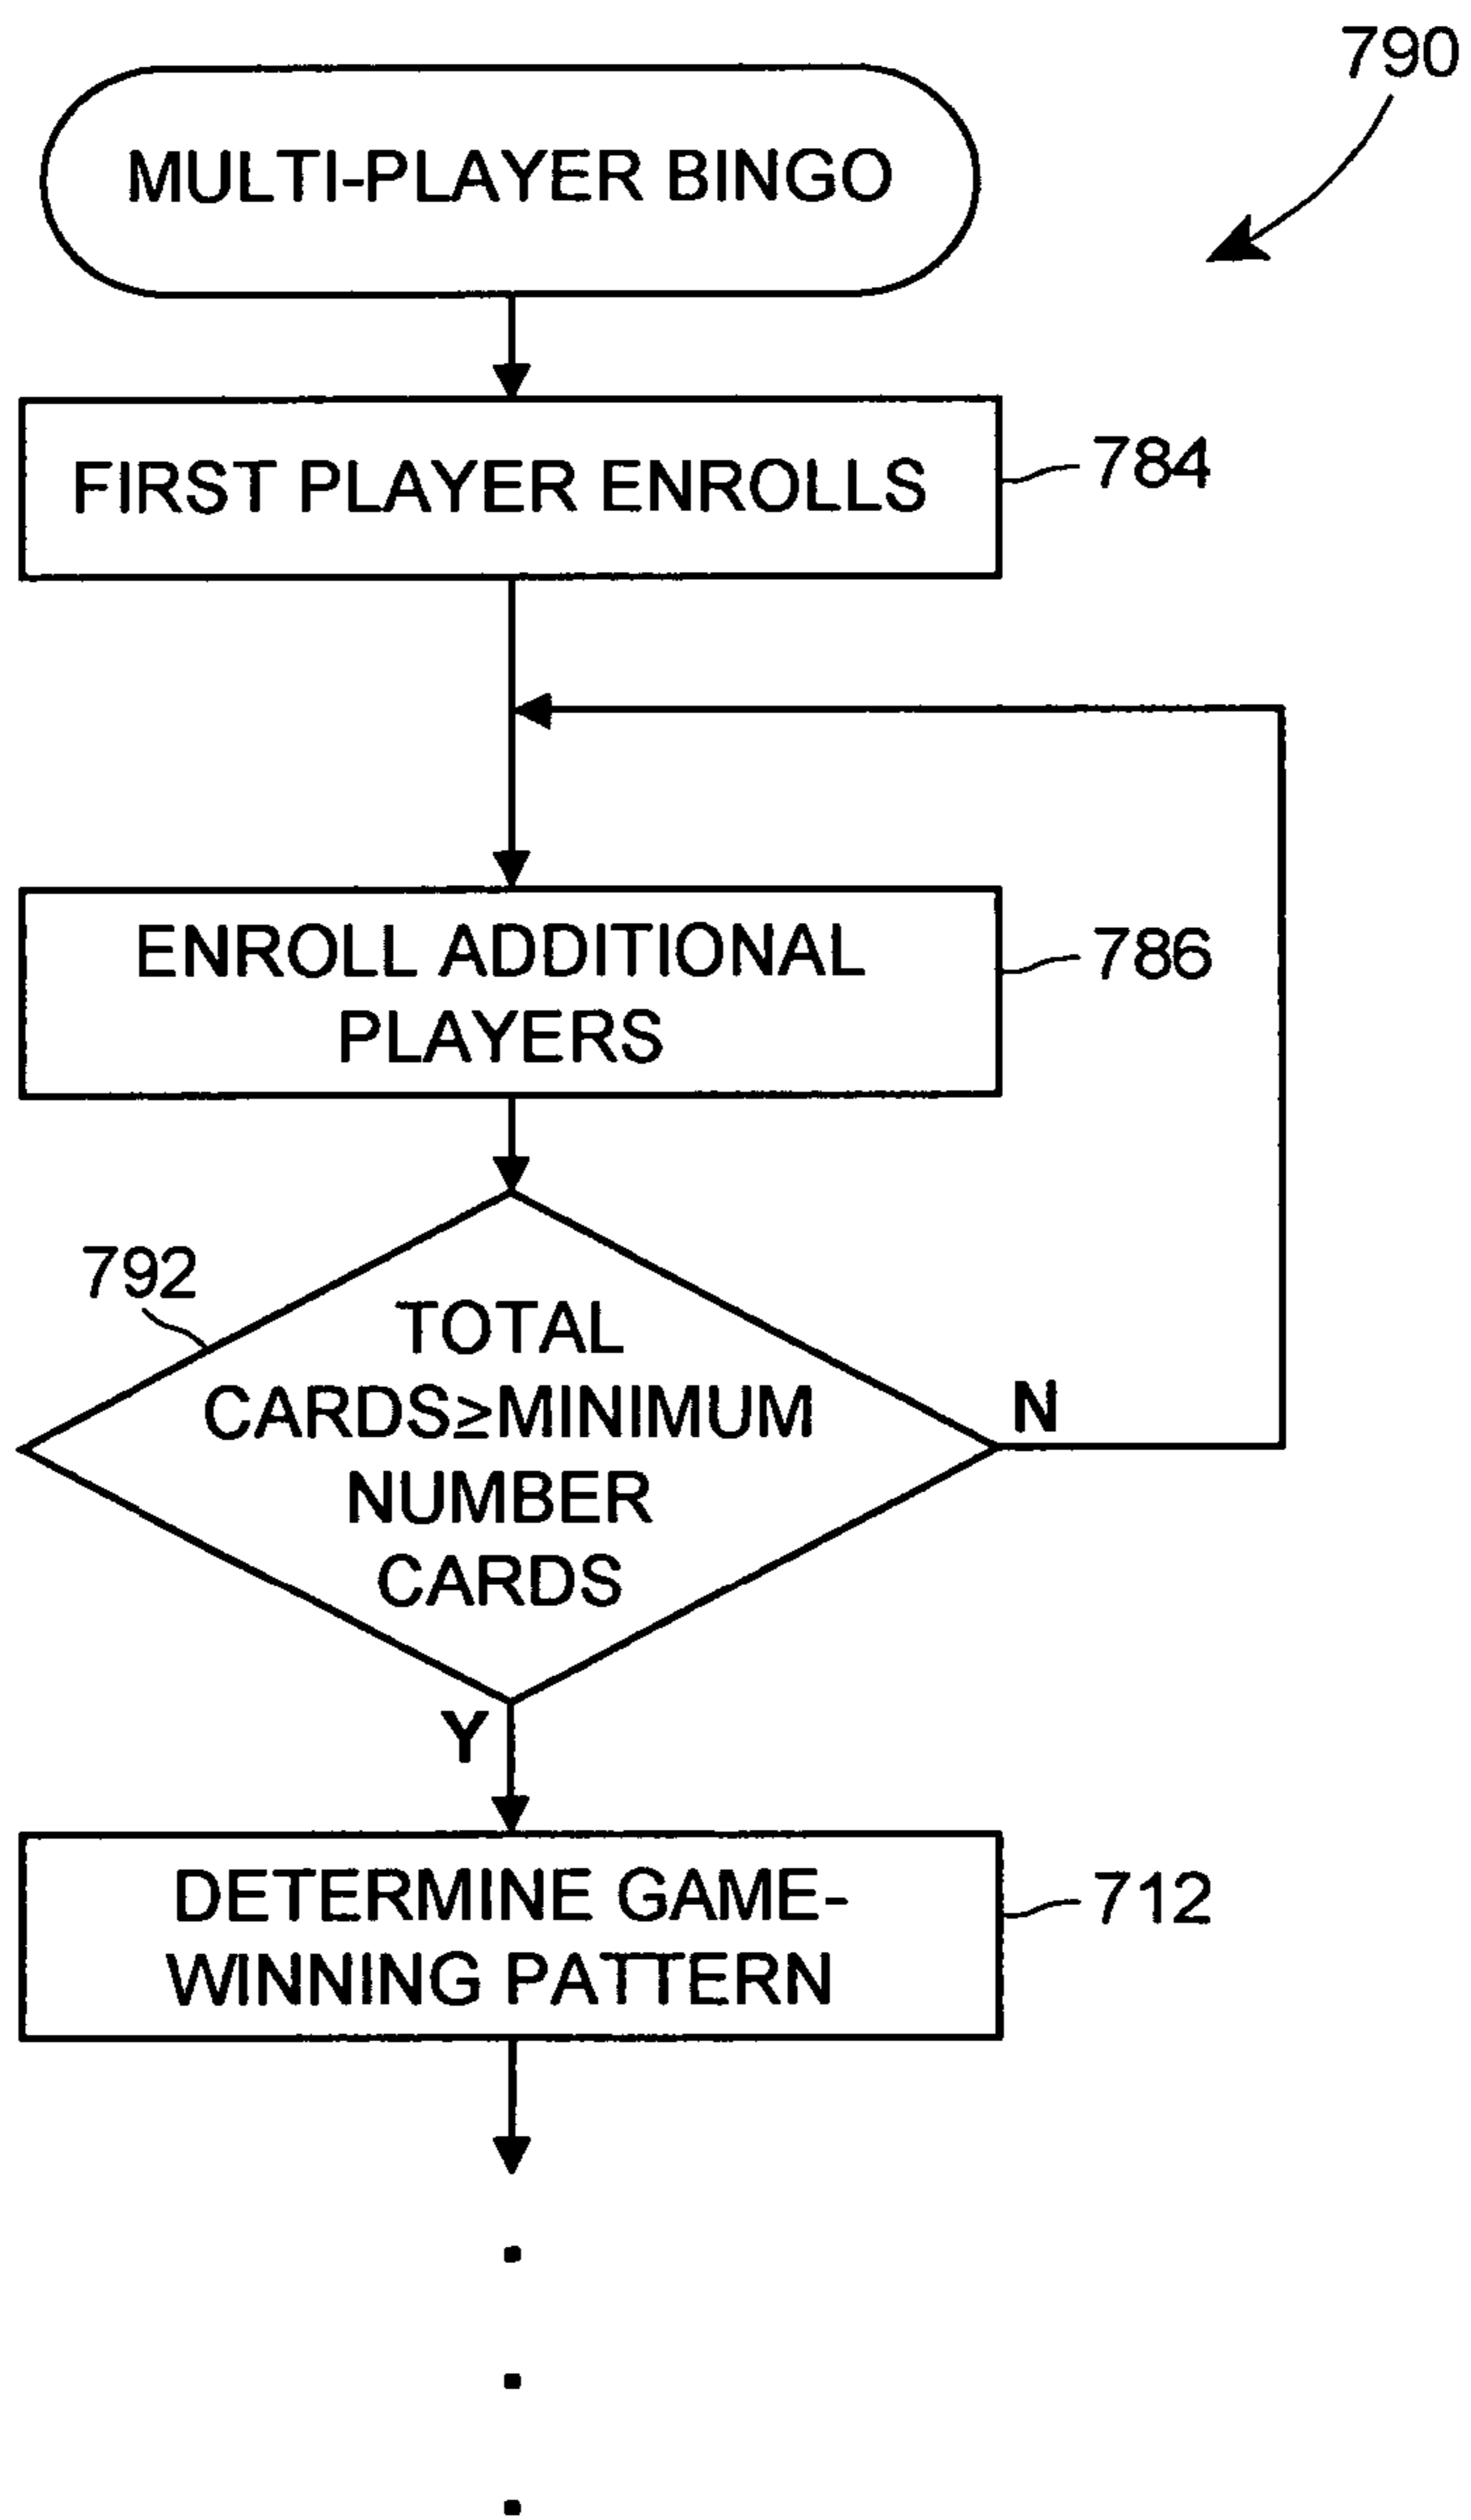 790
MULTI-PLAYER BINGO
FIRST PLAYER ENROLLS
784
ENROLL ADDITIONAL
PLAYERS
786
792
TOTAL
CARDS≥MINIMUM
NUMBER
CARDS
N
Y
DETERMINE GAME-
WINNING PATTERN
712